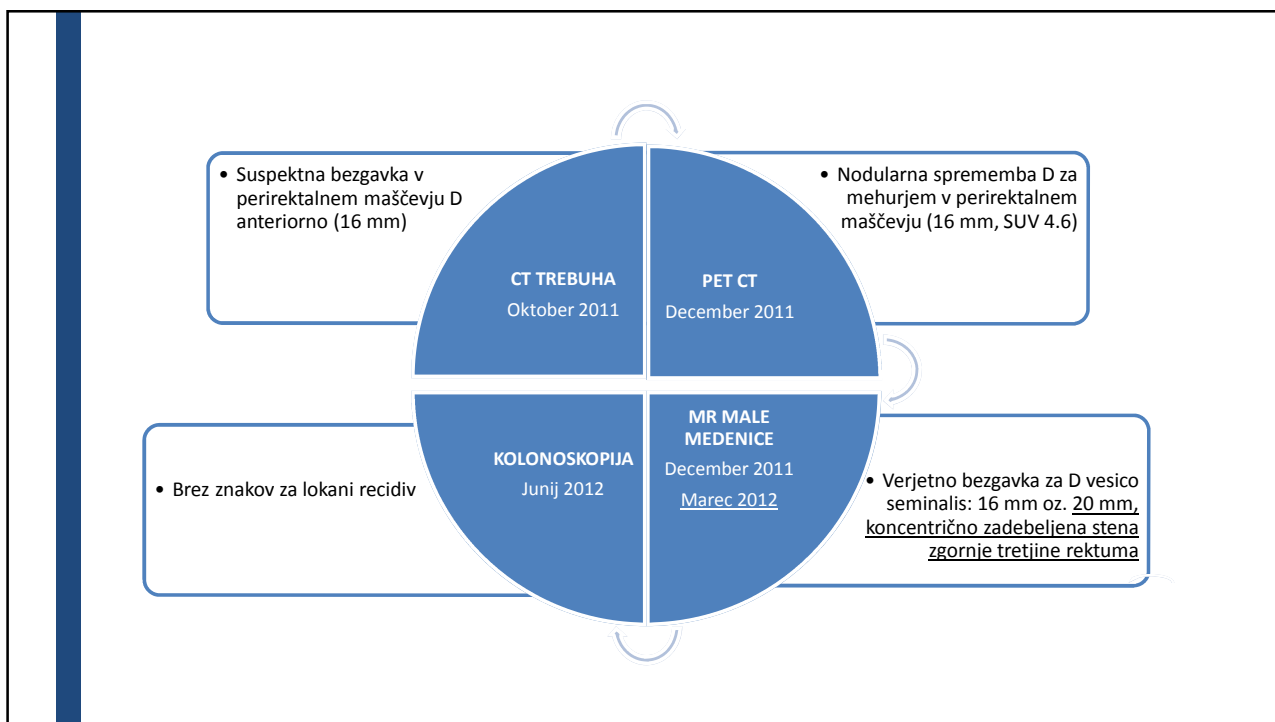 • Suspektna bezgavka v
perirektalnem maščevju D
anteriorno (16 mm)
CT TREBUHA
Oktober 2011
• Nodularna sprememba D za
mehurjem v perirektalnem
maščevju (16 mm, SUV 4.6)
PET CT
December 2011
MR MALE
MEDENICE
December 2011
Marec 2012
• Verjetno bezgavka za D vesico
seminalis: 16 mm oz. 20 mm,
koncentrično zadebeljena stena
zgornje tretjine rektuma
KOLONOSKOPIJA
Junij 2012
• Brez znakov za lokani recidiv